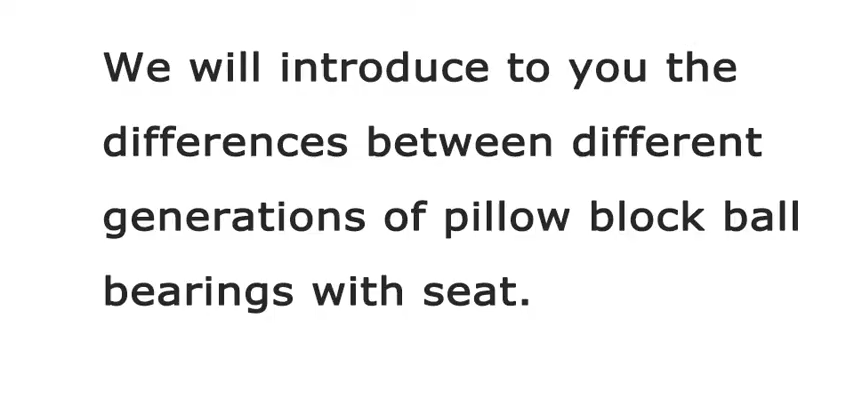 We will introduce to you the
differences between different
generations of pillow block ball
bearings with seat.